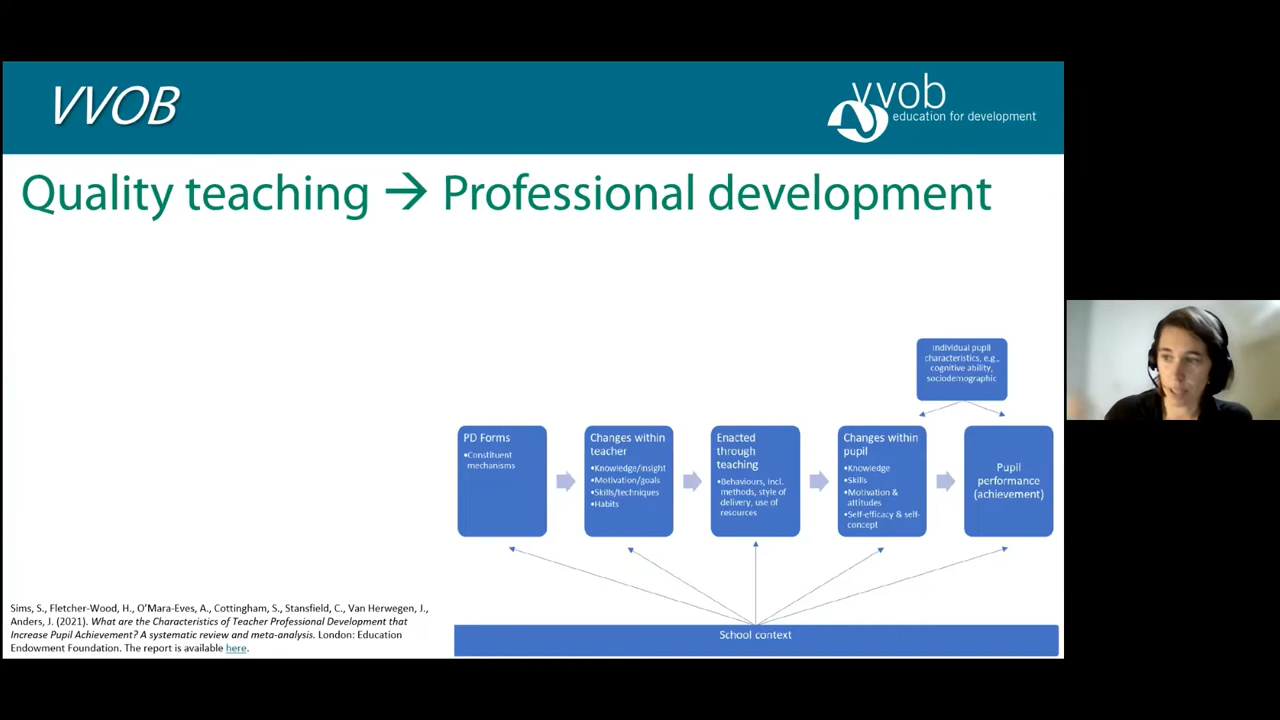 VVOB
vvob
education for development
Quality teaching → Professional development
Individual pupil
characteristics, e.g.,
cognitive ability,
sociodemographic
PD Forms
•Constituent
mechanisms
Changes within
teacher
•Knowledge/insight
•Motivation/goals
•Skills/techniques
•Habits
Enacted
through
teaching
•Behaviours, incl.
methods, style of
delivery, use of
resources
Changes within
pupil
•Knowledge
•Skills
•Motivation &
attitudes
•Self-efficacy & self-
concept
Pupil
performance
(achievement)
School context
Sims, S., Fletcher-Wood, H., O'Mara-Eves, A., Cottingham, S., Stansfield, C., Van Herwegen, J.,
Anders, J. (2021). What are the Characteristics of Teacher Professional Development that
Increase Pupil Achievement? A systematic review and meta-analysis. London: Education
Endowment Foundation. The report is available here.